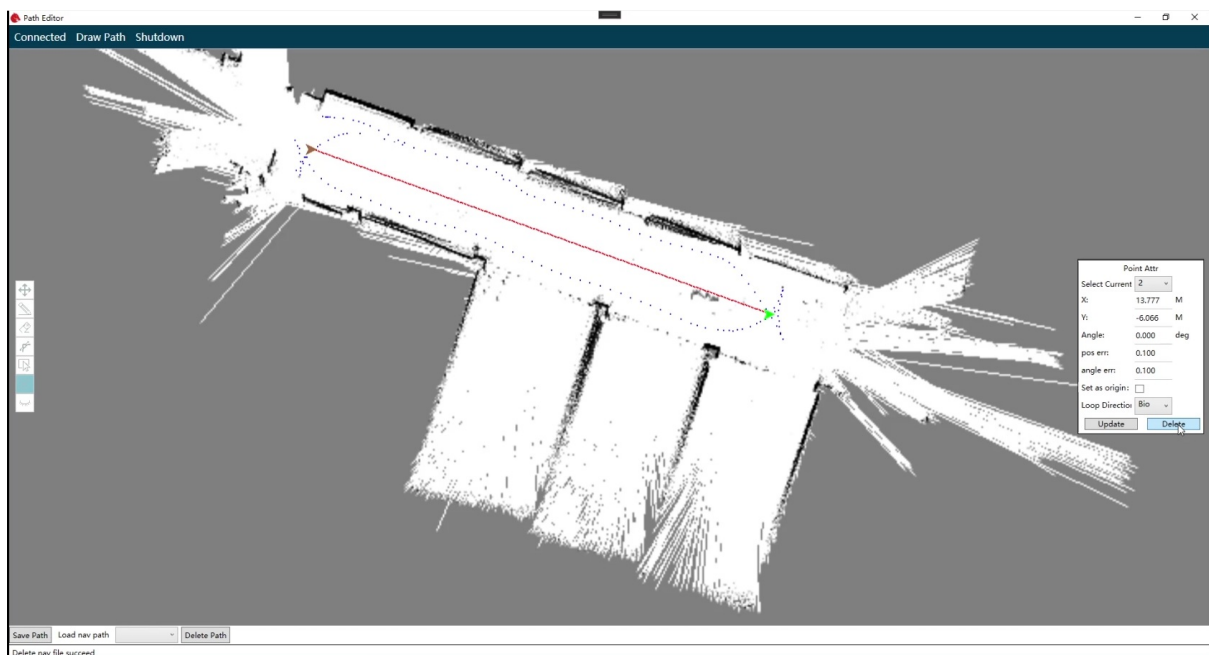 Path Editor
Connected Draw Path Shutdown
Point Attr
Select Current 2
X: 13.777 M
Y: -6.066 M
Angle: 0.000 deg
pos err: 0.100
angle err: 0.100
Set as origin:
Loop Direction Bio
Update Delete
Save Path Load nav path Delete Path
Delete nav file succeed